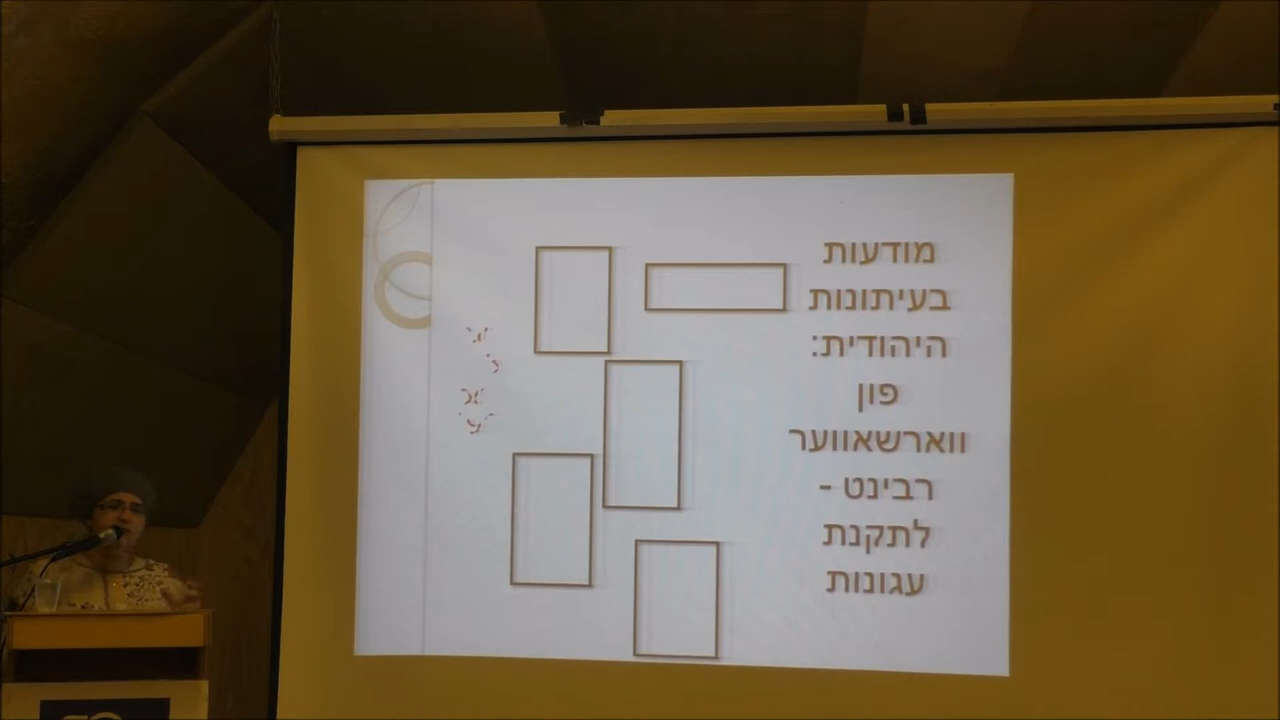 מודעות
בעיתונות
היהודית:
פון
ווארשאווער
רבינט -
לתקנת
עגונות